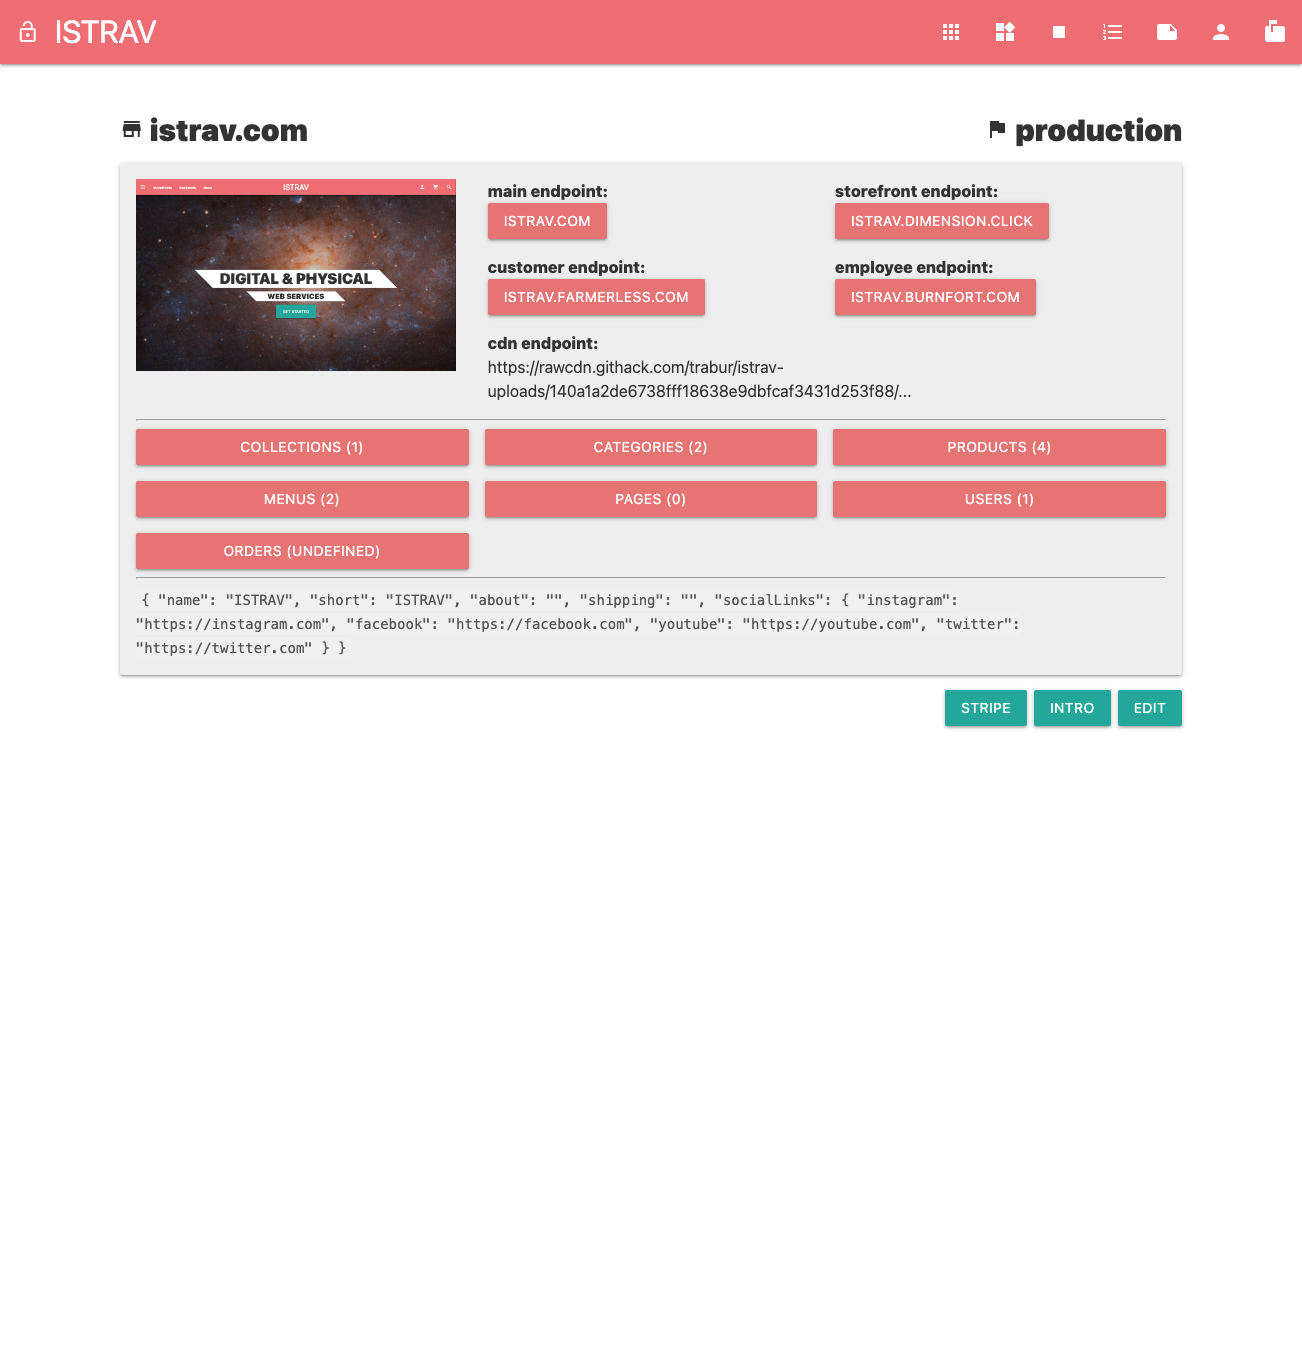 ISTRAV
istrav.com
production
ISTRAV
DIGITAL & PHYSICAL
WEB SERVICES
GET STARTED
main endpoint:
ISTRAV.COM
storefront endpoint:
ISTRAV.DIMENSION.CLICK
customer endpoint:
ISTRAV.FARMERLESS.COM
employee endpoint:
ISTRAV.BURNFORT.COM
cdn endpoint:
https://rawcdn.githack.com/trabur/istrav-
uploads/140a1a2de6738fff18638e9dbfcaf3431d253f88/...
COLLECTIONS (1)
CATEGORIES (2)
PRODUCTS (4)
MENUS (2)
PAGES (0)
USERS (1)
ORDERS (UNDEFINED)
{ "name": "ISTRAV", "short": "ISTRAV", "about": "", "shipping": "", "socialLinks": { "instagram":
"https://instagram.com", "facebook": "https://facebook.com", "youtube": "https://youtube.com", "twitter":
"https://twitter.com" } }
STRIPE
INTRO
EDIT